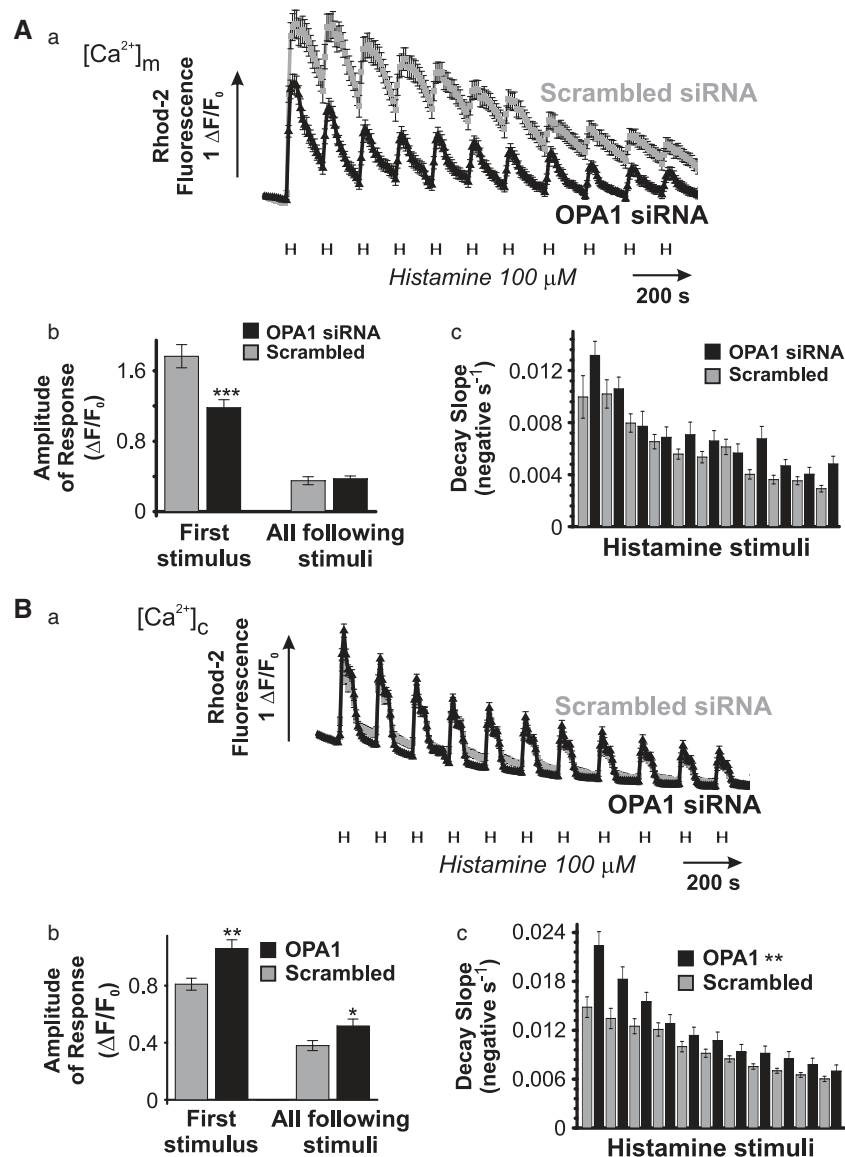 A a
[Ca²⁺]m
Rhod-2
Fluorescence
1 ΔF/F₀
Scrambled siRNA
OPA1 siRNA
H H H H H H H H H H H
Histamine 100 μM
200 s
b
OPA1 siRNA
Scrambled
Amplitude
of Response
(ΔF/F₀)
1.6
0.8
0
***
First
stimulus
All following
stimuli
c
OPA1 siRNA
Scrambled
Decay Slope
(negative s⁻¹)
0.012
0.008
0.004
0
Histamine stimuli
B a
[Ca²⁺]c
Rhod-2
Fluorescence
1 ΔF/F₀
Scrambled siRNA
OPA1 siRNA
H H H H H H H H H H H
Histamine 100 μM
200 s
b
OPA1
Scrambled
Amplitude
of Response
(ΔF/F₀)
0.8
0.4
0
**
*
First
stimulus
All following
stimuli
c
OPA1 **
Scrambled
Decay Slope
(negative s⁻¹)
0.024
0.018
0.012
0.006
0
Histamine stimuli